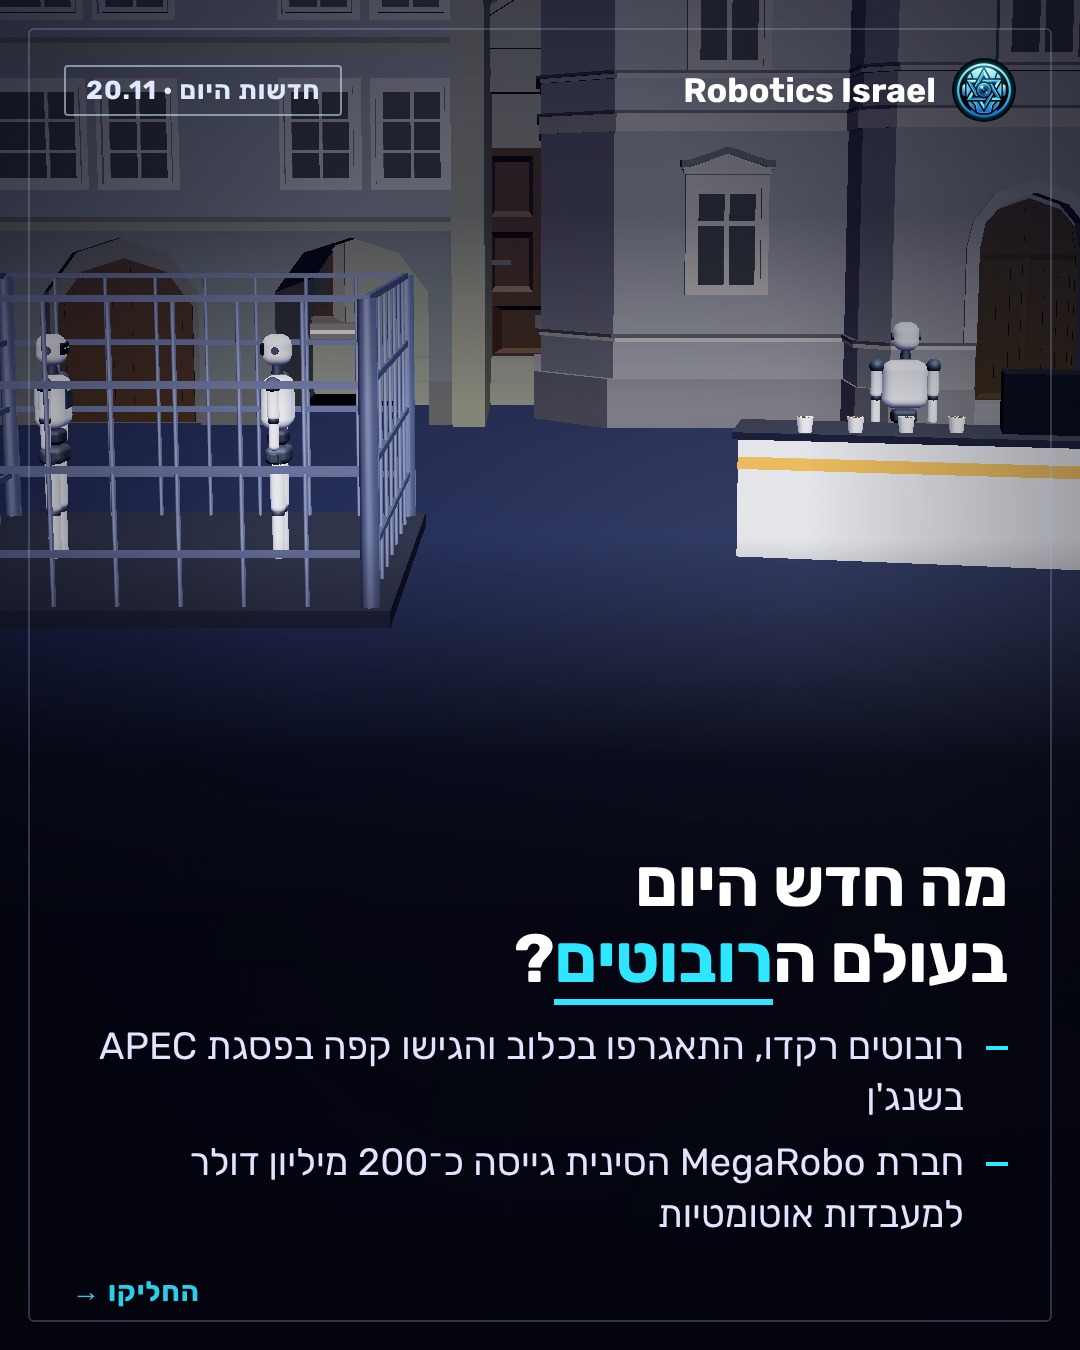 Robotics Israel
חדשות היום • 20.11
מה חדש היום
בעולם הרובוטים?
– רובוטים רקדו, התאגרפו בכלוב והגישו קפה בפסגת APEC
בשנג'ן
– חברת MegaRobo הסינית גייסה כ־200 מיליון דולר
למעבדות אוטומטיות
החליקו →